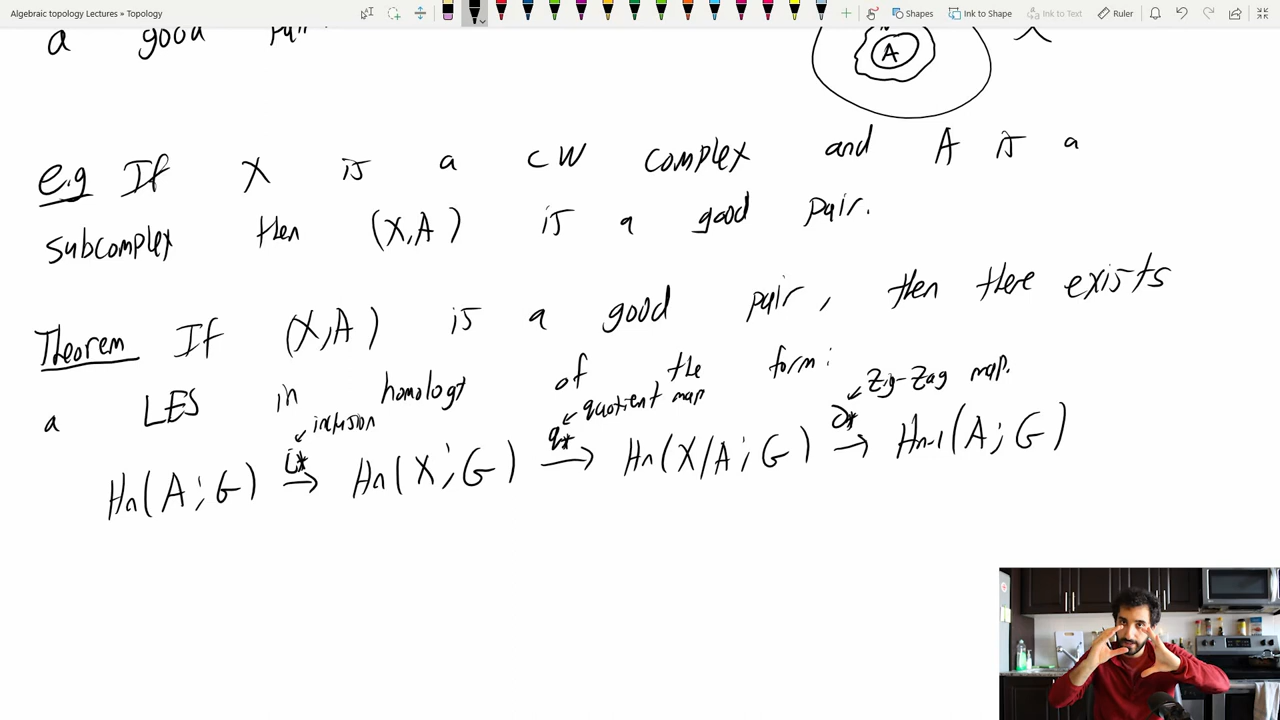 Algebraic topology Lectures » Topology
Shapes
Ink to Shape
Ink to Text
Ruler
a good pair.
A
X
e.g If X is a CW complex and A is a
subcomplex then (X,A) is a good pair.
Theorem If (X,A) is a good pair, then there exists
a LES in homology of the form:
inclusion
quotient map
Zig-Zag map.
i*
q*
∂*
Hn(A;G) → Hn(X;G) → Hn(X/A;G) → Hn-1(A;G)